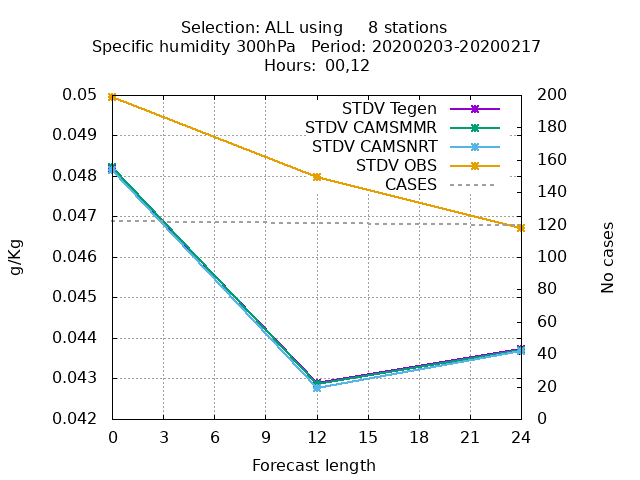 Selection: ALL using 8 stations
Specific humidity 300hPa Period: 20200203-20200217
Hours: 00,12
0.05
0.049
0.048
0.047
0.046
0.045
0.044
0.043
0.042
g/Kg
STDV Tegen
STDV CAMSMMR
STDV CAMSNRT
STDV OBS
CASES
200
180
160
140
120
100
80
60
40
20
0
No cases
0 3 6 9 12 15 18 21 24
Forecast length